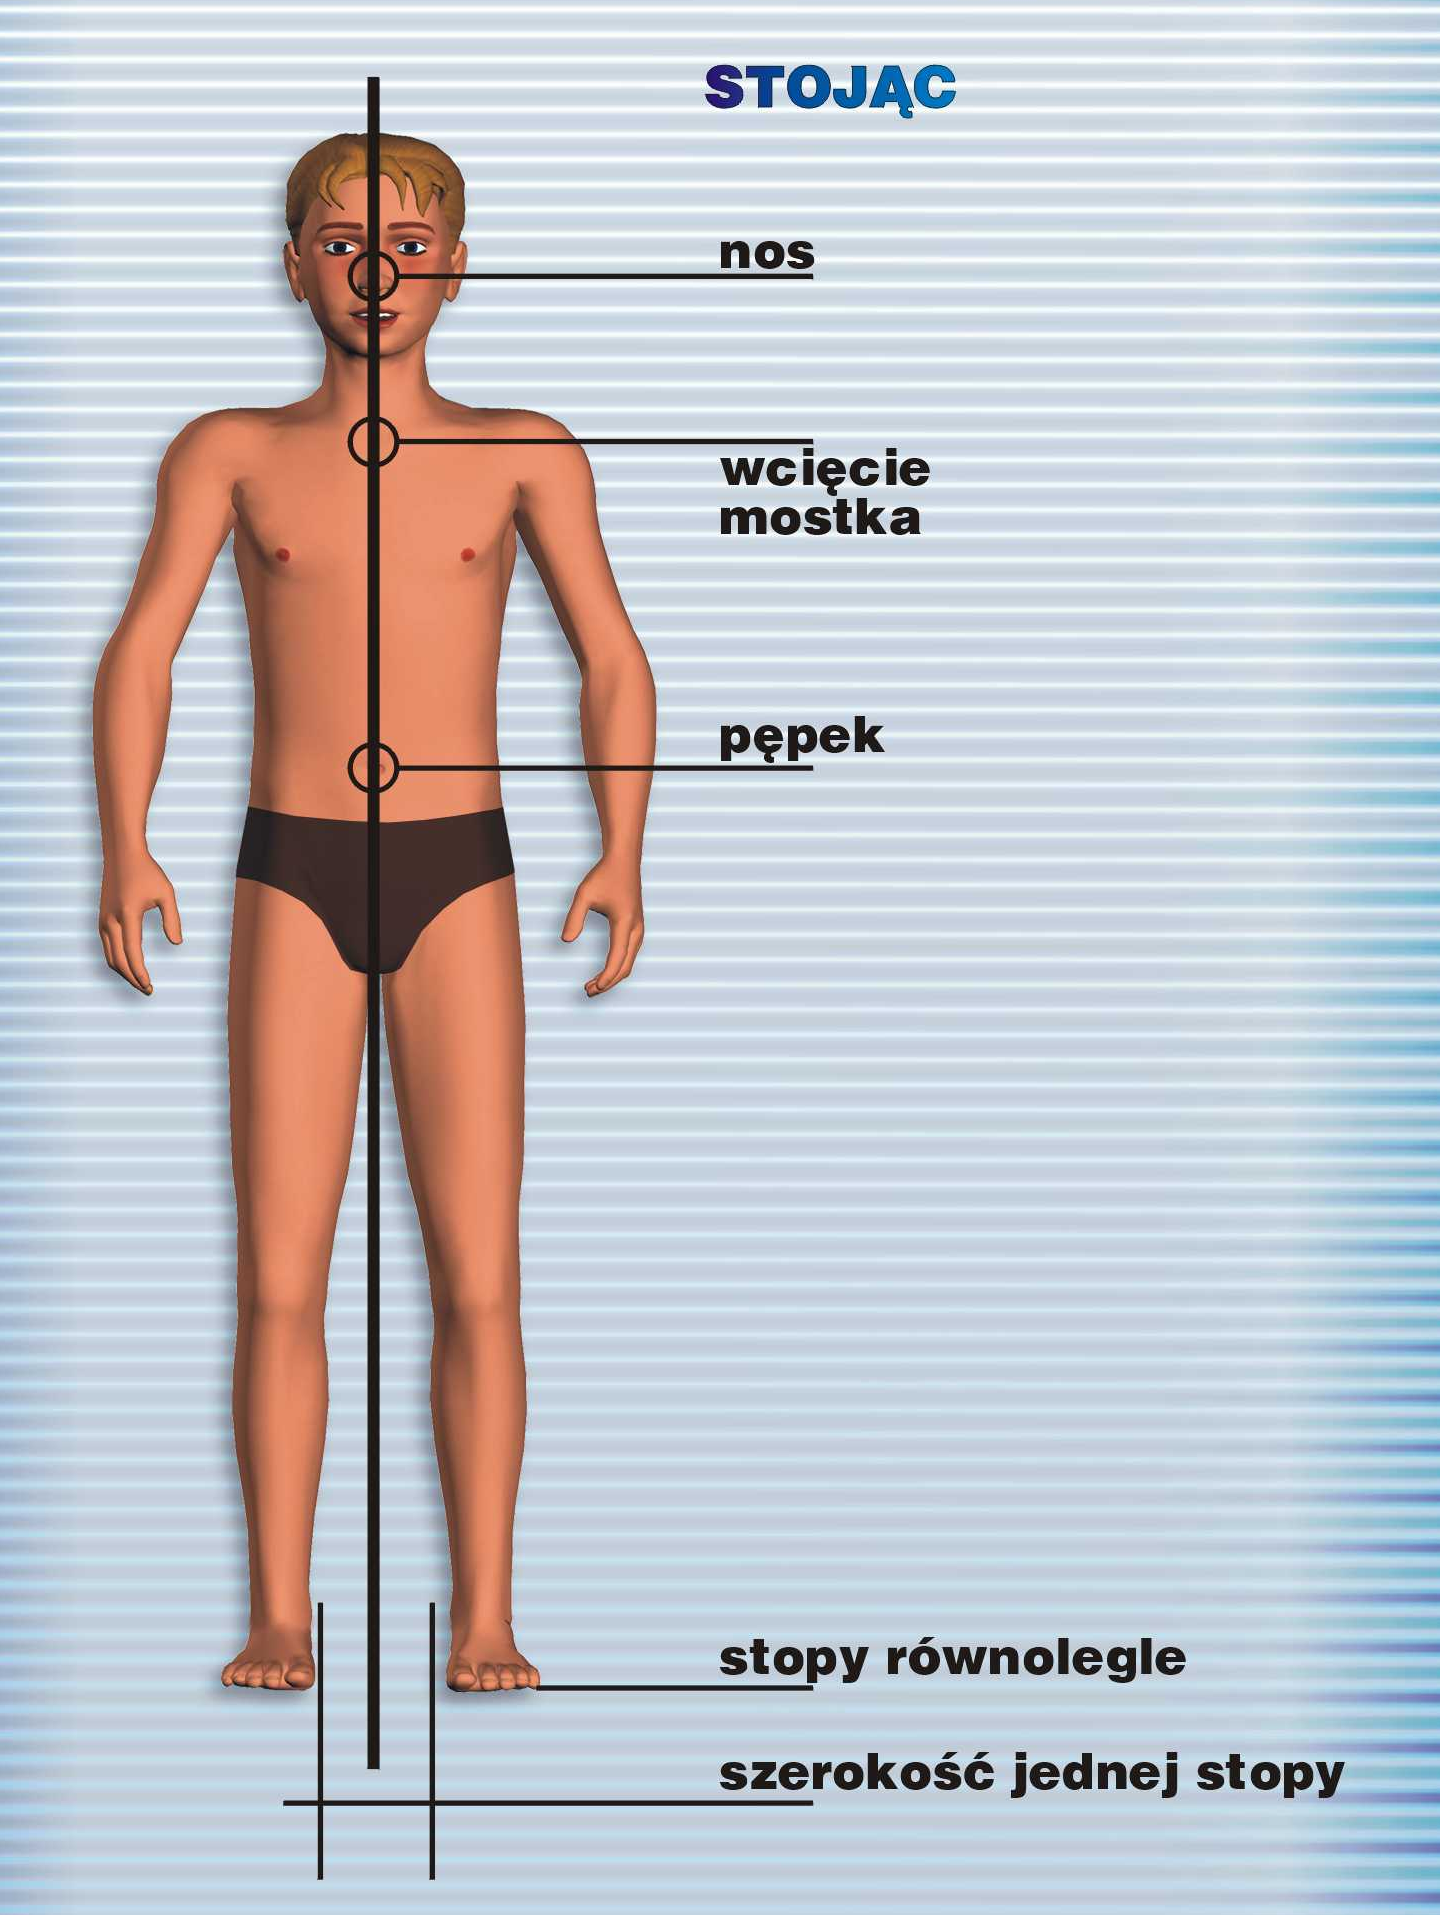 STOJĄC
nos
wcięcie
mostka
pępek
stopy równolegle
szerokość jednej stopy